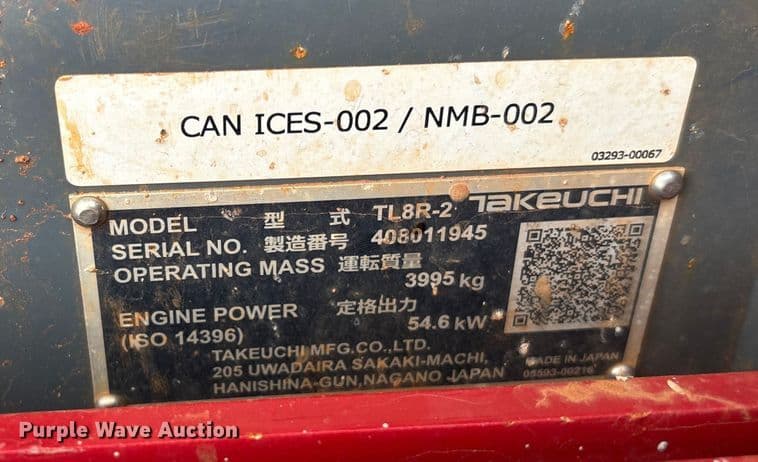 CAN ICES-002 / NMB-002
03293-00067
TAKEUCHI
MODEL 型 式 TL8R-2
SERIAL NO. 製造番号 408011945
OPERATING MASS 運転質量
3995 kg
ENGINE POWER 定格出力
(ISO 14396) 54.6 kW
TAKEUCHI MFG.CO.,LTD.
205 UWADAIRA SAKAKI-MACHI,
HANISHINA-GUN,NAGANO JAPAN
MADE IN JAPAN
05593-00216
Purple Wave Auction